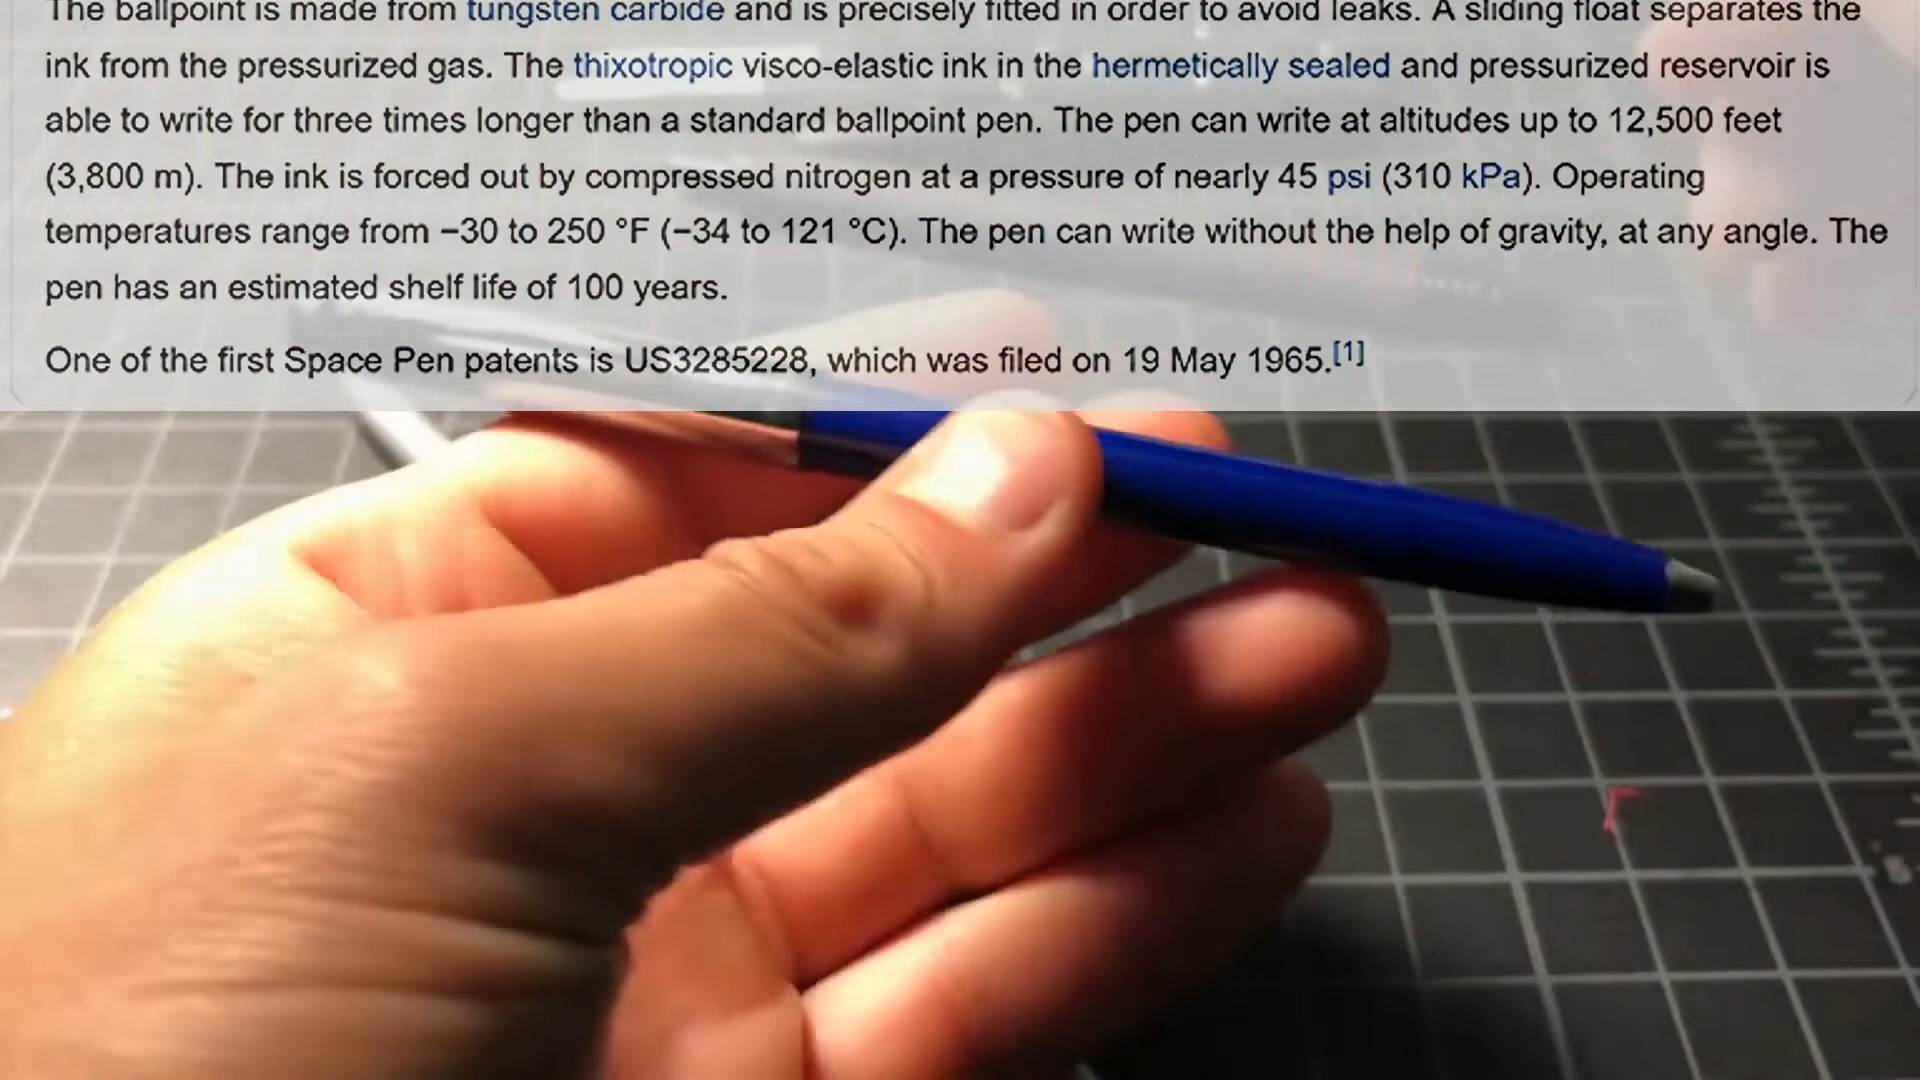 The ballpoint is made from tungsten carbide and is precisely fitted in order to avoid leaks. A sliding float separates the
ink from the pressurized gas. The thixotropic visco-elastic ink in the hermetically sealed and pressurized reservoir is
able to write for three times longer than a standard ballpoint pen. The pen can write at altitudes up to 12,500 feet
(3,800 m). The ink is forced out by compressed nitrogen at a pressure of nearly 45 psi (310 kPa). Operating
temperatures range from −30 to 250 °F (−34 to 121 °C). The pen can write without the help of gravity, at any angle. The
pen has an estimated shelf life of 100 years.
One of the first Space Pen patents is US3285228, which was filed on 19 May 1965.[1]